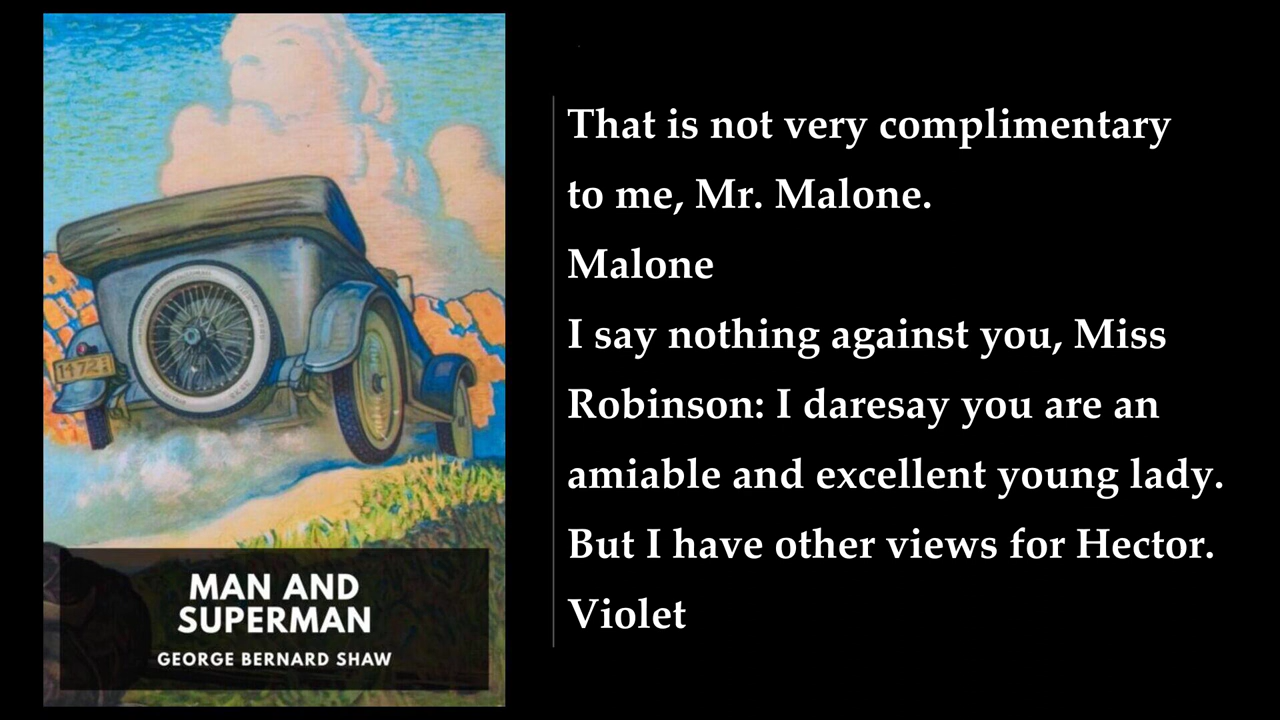 That is not very complimentary
to me, Mr. Malone.
Malone
I say nothing against you, Miss
Robinson: I daresay you are an
amiable and excellent young lady.
But I have other views for Hector.
Violet
1472
MAN AND
SUPERMAN
GEORGE BERNARD SHAW